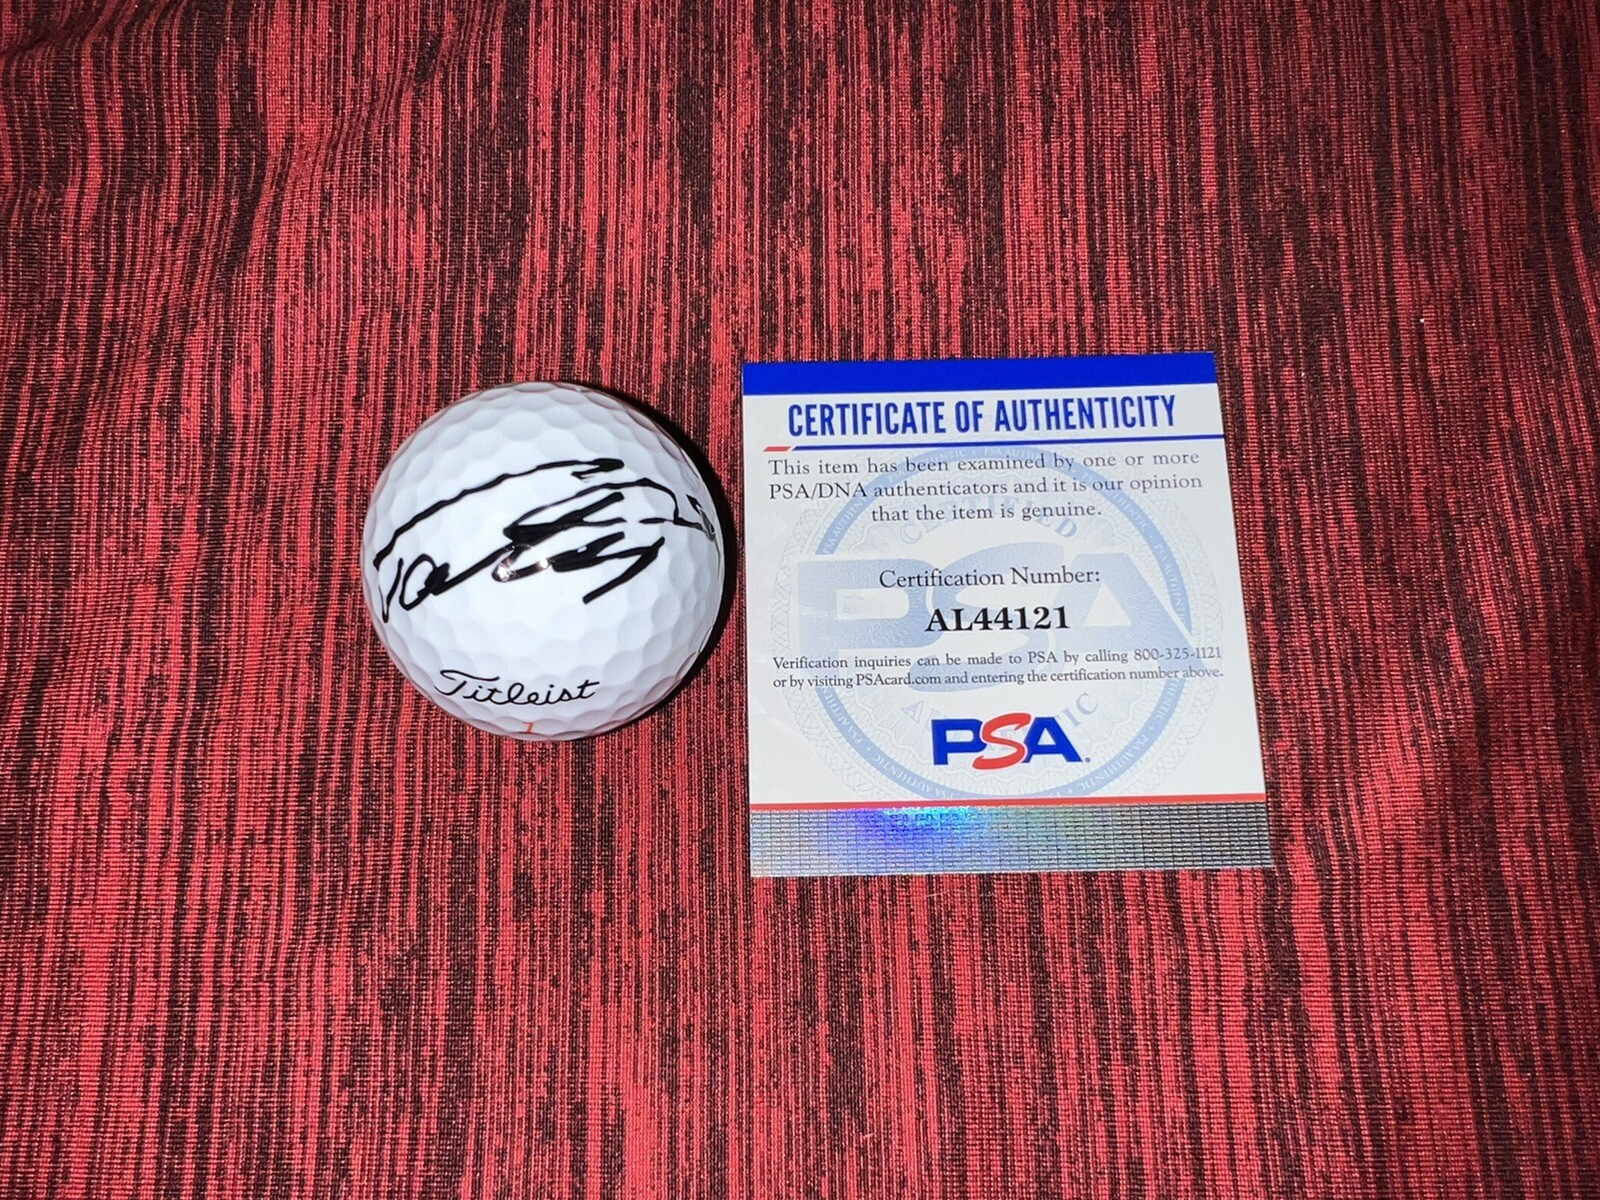 Titleist
1
CERTIFICATE OF AUTHENTICITY
This item has been examined by one or more
PSA/DNA authenticators and it is our opinion
that the item is genuine.
Certification Number:
AL44121
Verification inquiries can be made to PSA by calling 800-325-1121
or by visiting PSAcard.com and entering the certification number above.
PSA